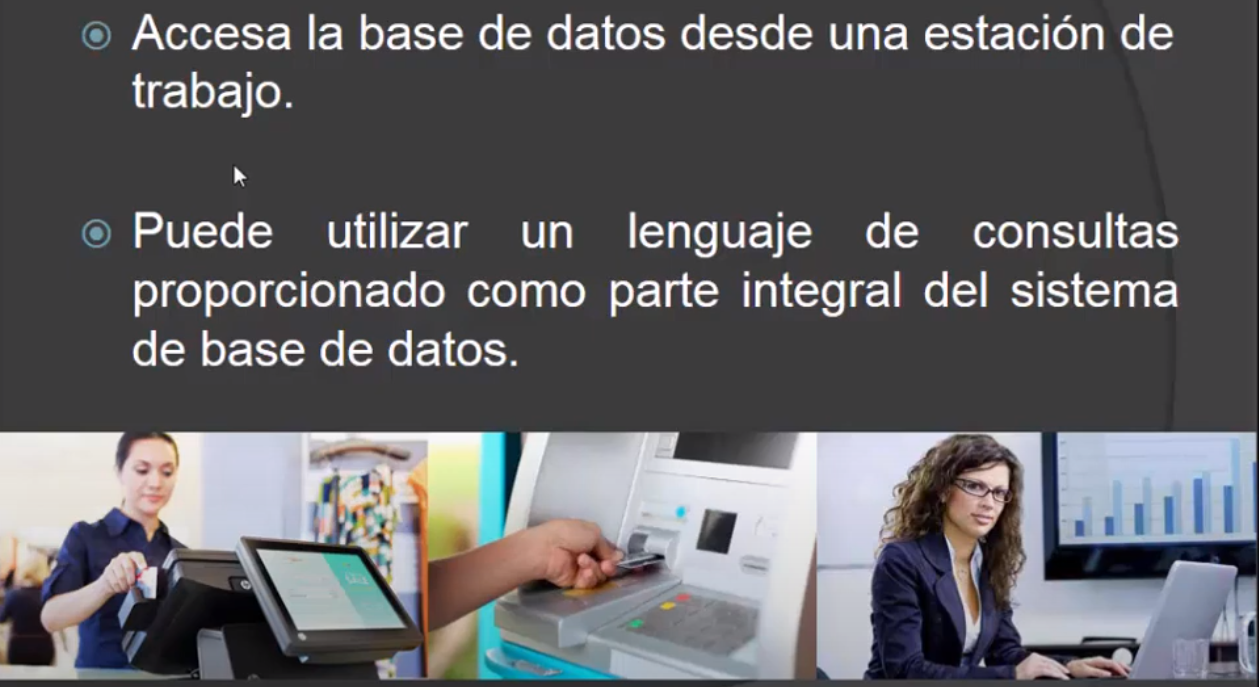 Accesa la base de datos desde una estación de
trabajo.
Puede utilizar un lenguaje de consultas
proporcionado como parte integral del sistema
de base de datos.